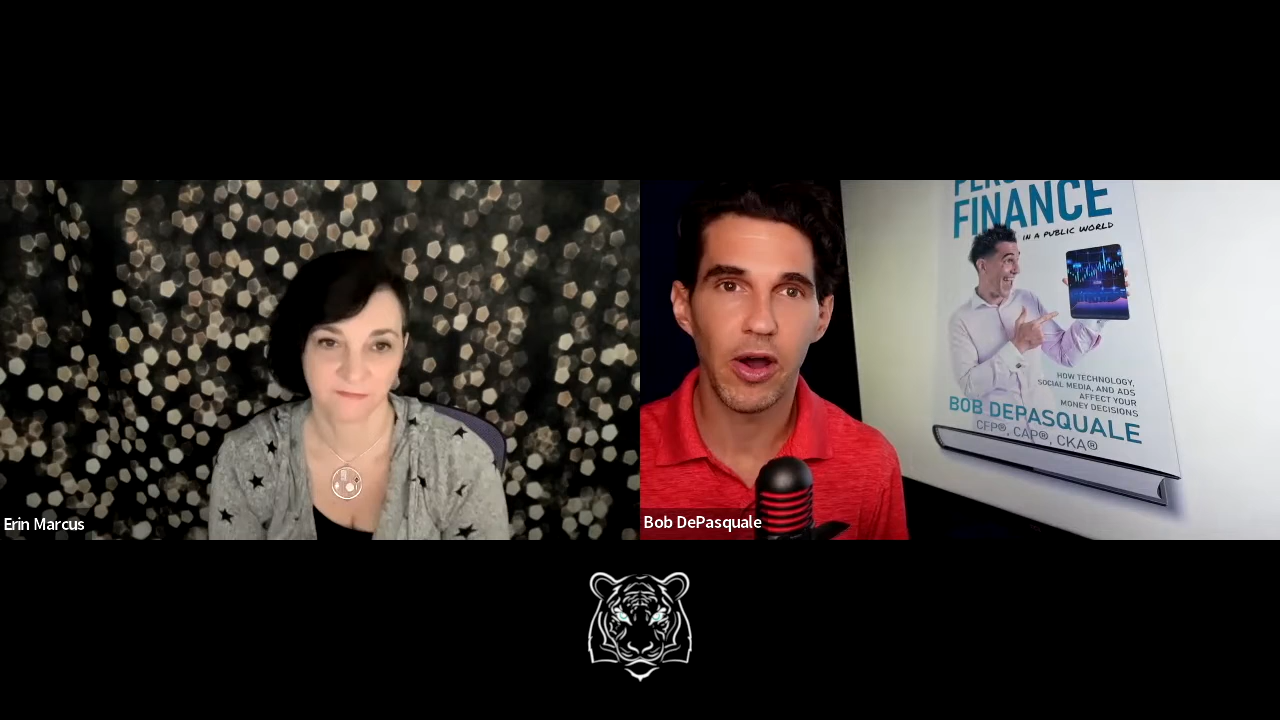 FINANCE
IN A PUBLIC WORLD
HOW TECHNOLOGY,
SOCIAL MEDIA, AND ADS
AFFECT YOUR
MONEY DECISIONS
BOB DEPASQUALE
CFP®, CAP®, CKA®
Erin Marcus
Bob DePasquale